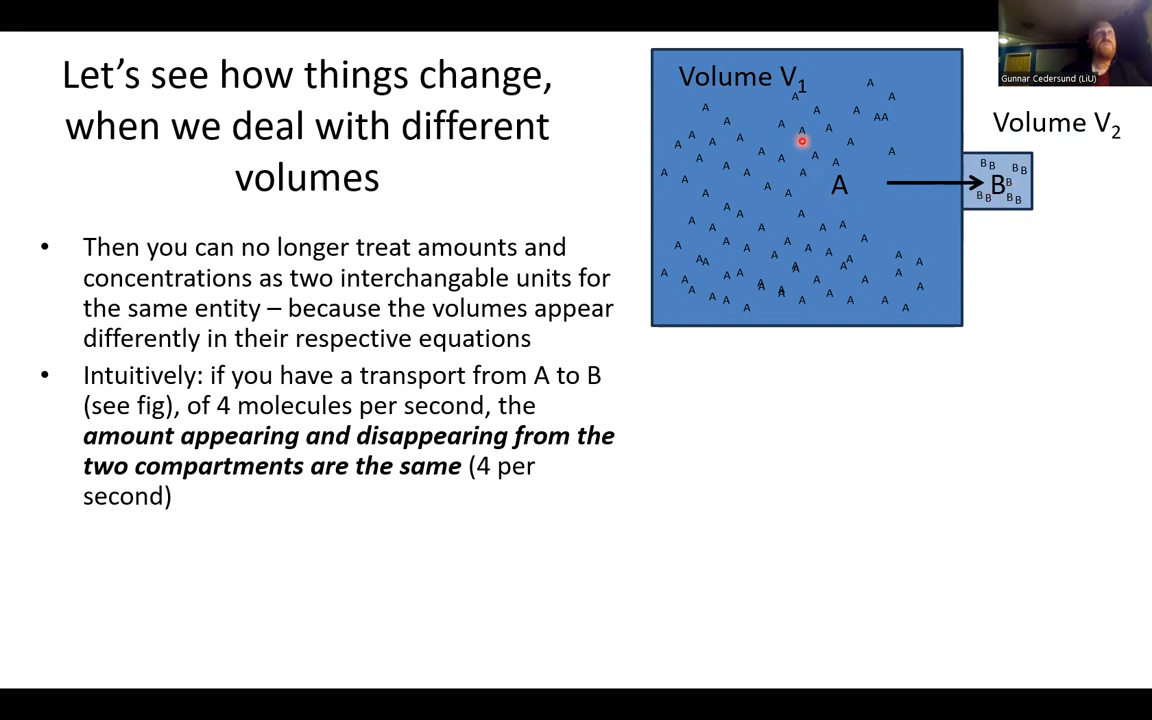 Let's see how things change,
when we deal with different
volumes
• Then you can no longer treat amounts and
concentrations as two interchangable units for
the same entity – because the volumes appear
differently in their respective equations
• Intuitively: if you have a transport from A to B
(see fig), of 4 molecules per second, the
amount appearing and disappearing from the
two compartments are the same (4 per
second)
Volume V₁
A
Volume V₂
B
Gunnar Cedersund (LiU)